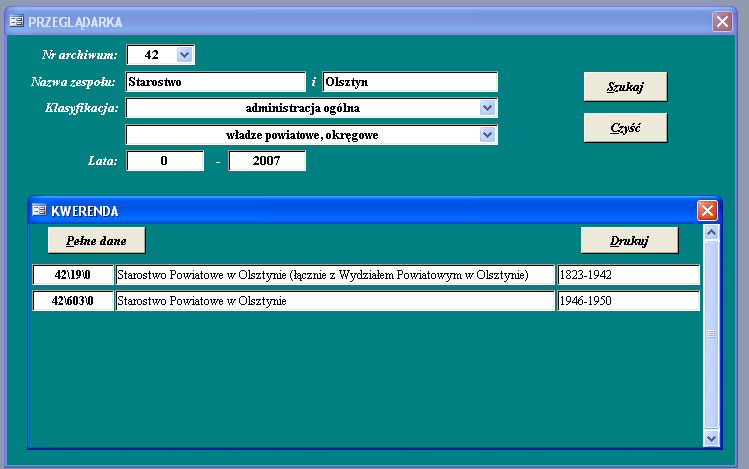 PRZEGLĄDARKA
Nr archiwum: 42
Nazwa zespołu: Starostwo i Olsztyn
Szukaj
Klasyfikacja: administracja ogólna
władze powiatowe, okręgowe
Czyść
Lata: 0 - 2007
KWERENDA
Pełne dane Drukuj
42\19\0 Starostwo Powiatowe w Olsztynie (łącznie z Wydziałem Powiatowym w Olsztynie) 1823-1942
42\603\0 Starostwo Powiatowe w Olsztynie 1946-1950